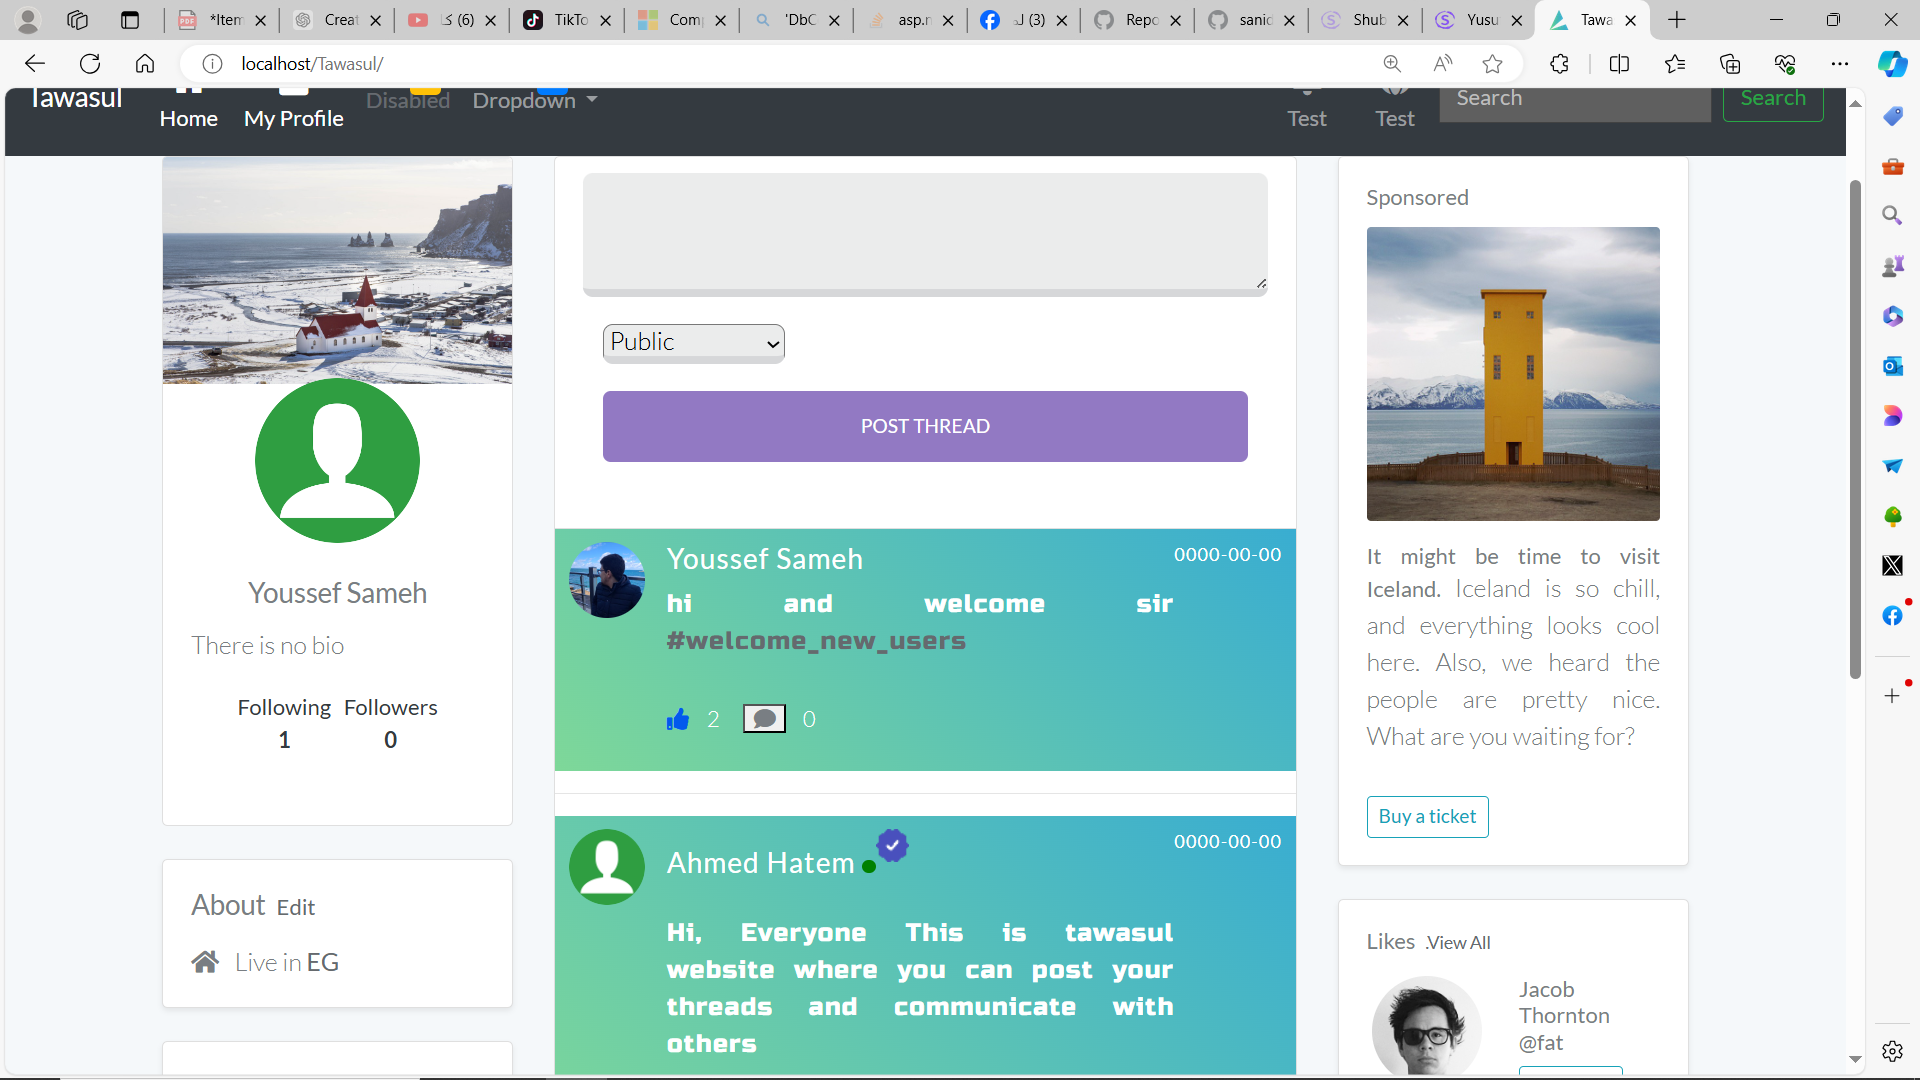 *Item
Creat
(6) ك
TikTo
Comp
'DbC
asp.n
(3) ل
Repo
sanic
Shub
Yusu
Tawa
localhost/Tawasul/
Tawasul
Home
My Profile
Disabled
Dropdown
Test
Test
Search
Search
Youssef Sameh
There is no bio
Following Followers
1 0
About Edit
Live in EG
Public
POST THREAD
Youssef Sameh
0000-00-00
hi and welcome sir
#welcome_new_users
2 0
Ahmed Hatem
0000-00-00
Hi, Everyone This is tawasul
website where you can post your
threads and communicate with
others
Sponsored
It might be time to visit
Iceland. Iceland is so chill,
and everything looks cool
here. Also, we heard the
people are pretty nice.
What are you waiting for?
Buy a ticket
Likes .View All
Jacob
Thornton
@fat